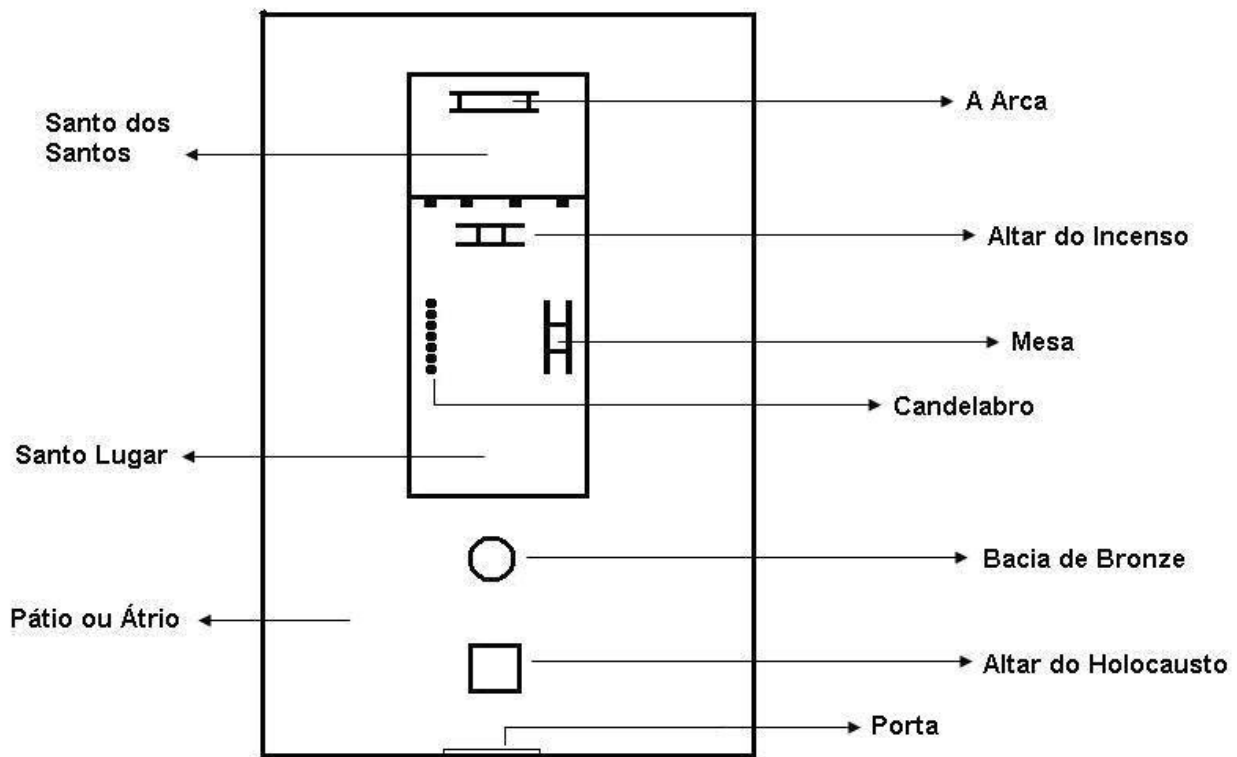 A Arca
Santo dos
Santos
Altar do Incenso
Mesa
Candelabro
Santo Lugar
Bacia de Bronze
Pátio ou Átrio
Altar do Holocausto
Porta